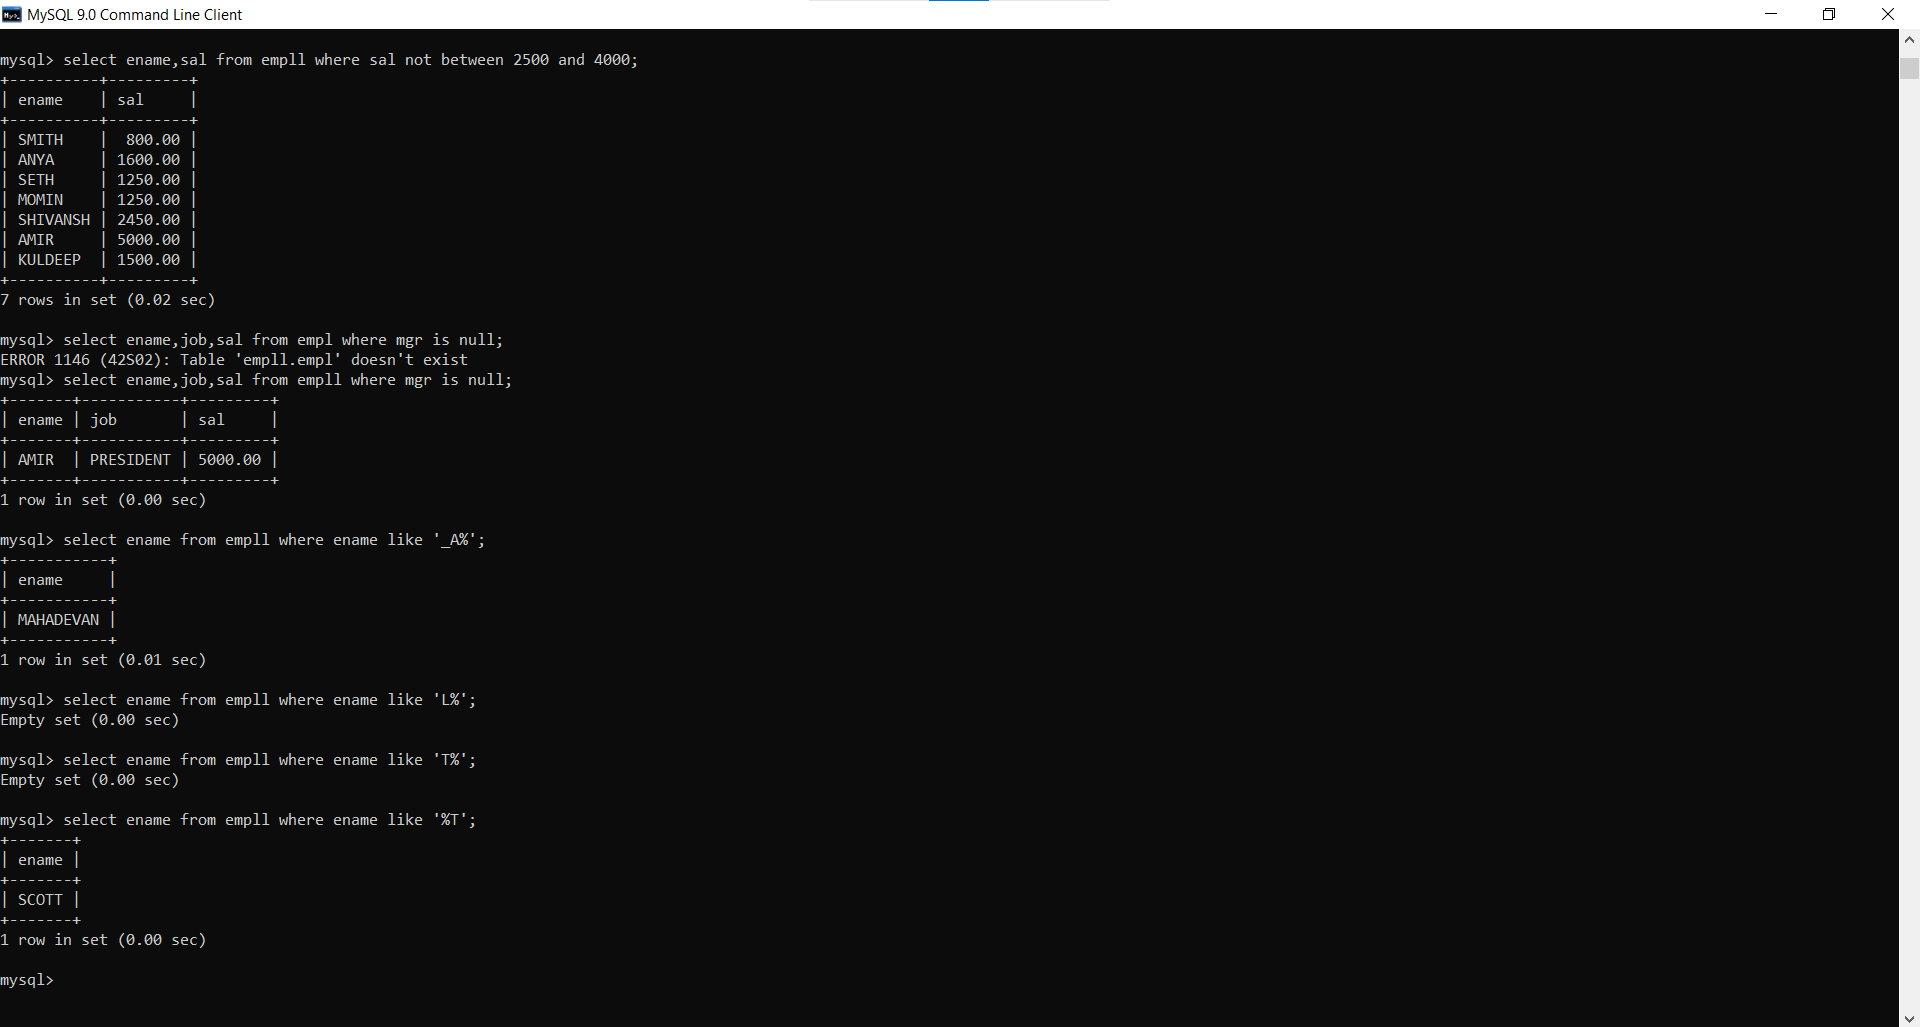 MySQL 9.0 Command Line Client
mysql> select ename,sal from empll where sal not between 2500 and 4000;
+----------+---------+
| ename    | sal     |
+----------+---------+
| SMITH    |  800.00 |
| ANYA     | 1600.00 |
| SETH     | 1250.00 |
| MOMIN    | 1250.00 |
| SHIVANSH | 2450.00 |
| AMIR     | 5000.00 |
| KULDEEP  | 1500.00 |
+----------+---------+
7 rows in set (0.02 sec)
mysql> select ename,job,sal from empl where mgr is null;
ERROR 1146 (42S02): Table 'empll.empl' doesn't exist
mysql> select ename,job,sal from empll where mgr is null;
+-------+-----------+---------+
| ename | job       | sal     |
+-------+-----------+---------+
| AMIR  | PRESIDENT | 5000.00 |
+-------+-----------+---------+
1 row in set (0.00 sec)
mysql> select ename from empll where ename like '_A%';
+-----------+
| ename     |
+-----------+
| MAHADEVAN |
+-----------+
1 row in set (0.01 sec)
mysql> select ename from empll where ename like 'L%';
Empty set (0.00 sec)
mysql> select ename from empll where ename like 'T%';
Empty set (0.00 sec)
mysql> select ename from empll where ename like '%T';
+-------+
| ename |
+-------+
| SCOTT |
+-------+
1 row in set (0.00 sec)
mysql>